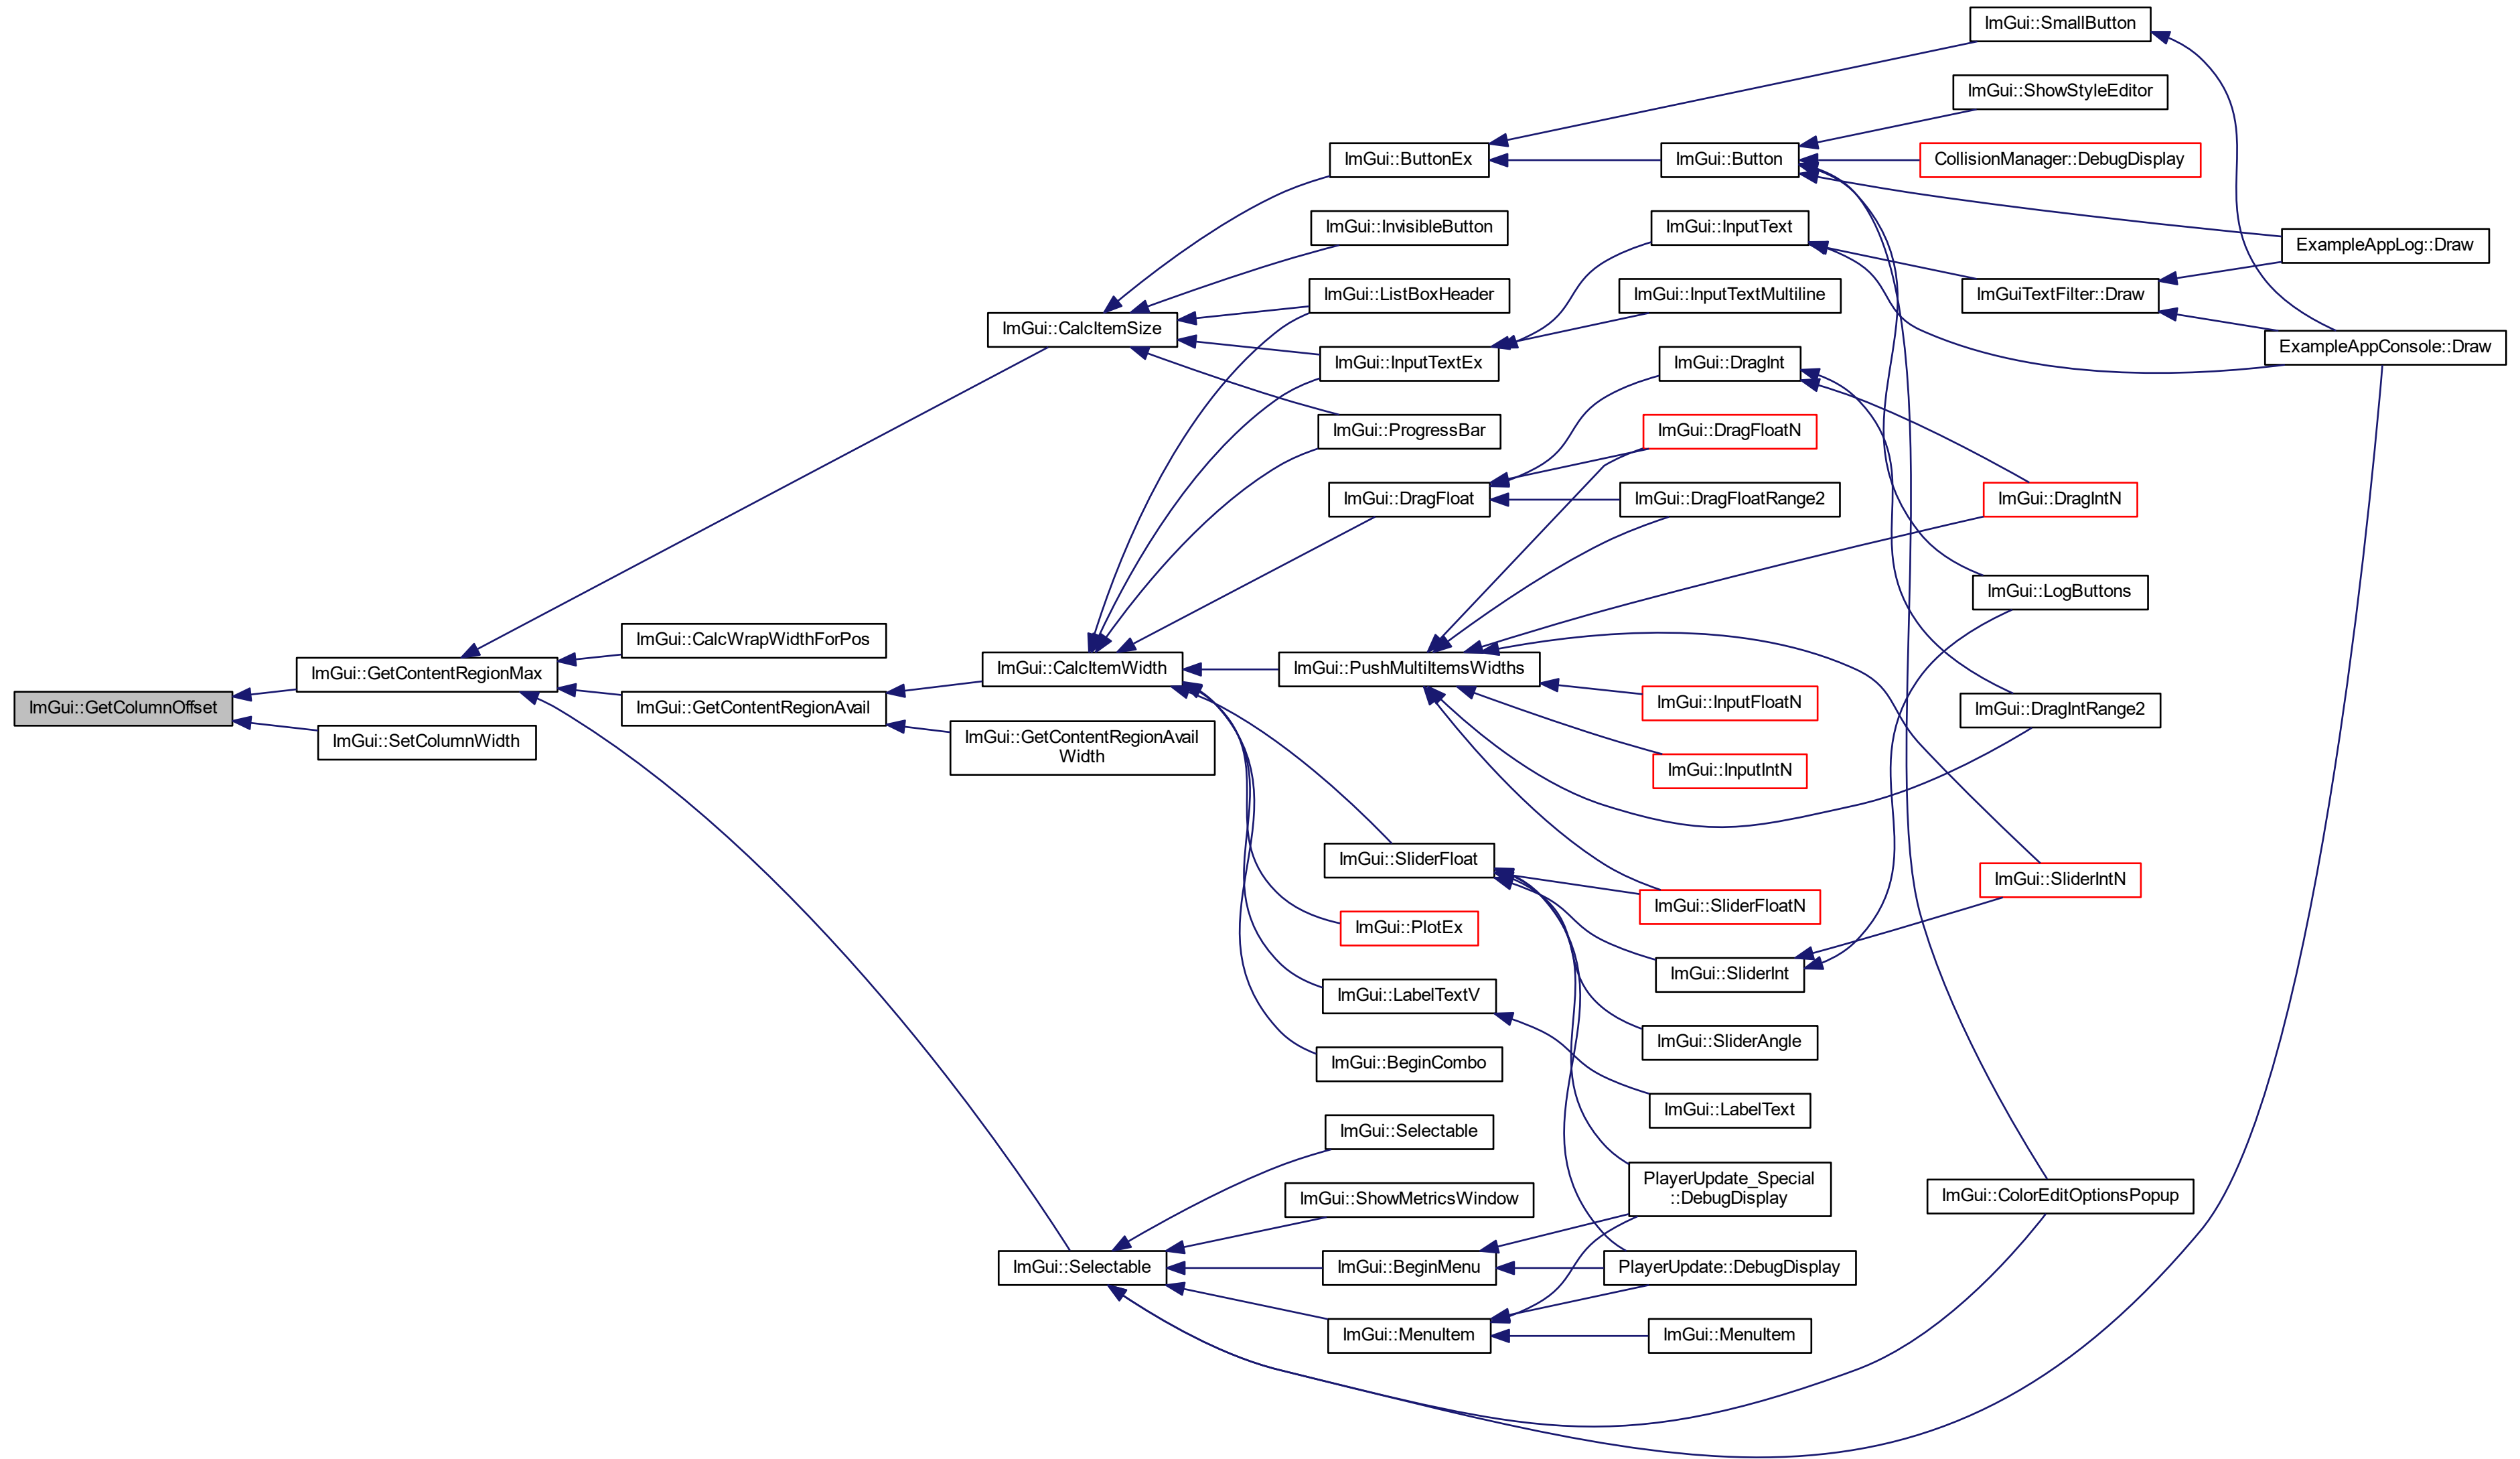 ImGui::GetColumnOffset
ImGui::GetContentRegionMax
ImGui::SetColumnWidth
ImGui::CalcWrapWidthForPos
ImGui::GetContentRegionAvail
ImGui::CalcItemSize
ImGui::CalcItemWidth
ImGui::GetContentRegionAvail
Width
ImGui::Selectable
ImGui::ButtonEx
ImGui::InvisibleButton
ImGui::ListBoxHeader
ImGui::InputTextEx
ImGui::ProgressBar
ImGui::DragFloat
ImGui::PushMultiItemsWidths
ImGui::SliderFloat
ImGui::PlotEx
ImGui::LabelTextV
ImGui::BeginCombo
ImGui::Selectable
ImGui::ShowMetricsWindow
ImGui::BeginMenu
ImGui::MenuItem
ImGui::Button
ImGui::InputText
ImGui::InputTextMultiline
ImGui::DragInt
ImGui::DragFloatN
ImGui::DragFloatRange2
ImGui::InputFloatN
ImGui::InputIntN
ImGui::SliderFloatN
ImGui::SliderInt
ImGui::SliderAngle
ImGui::LabelText
PlayerUpdate_Special
::DebugDisplay
PlayerUpdate::DebugDisplay
ImGui::MenuItem
ImGui::SmallButton
ImGui::ShowStyleEditor
CollisionManager::DebugDisplay
ImGuiTextFilter::Draw
ImGui::DragIntN
ImGui::LogButtons
ImGui::DragIntRange2
ImGui::SliderIntN
ImGui::ColorEditOptionsPopup
ExampleAppLog::Draw
ExampleAppConsole::Draw